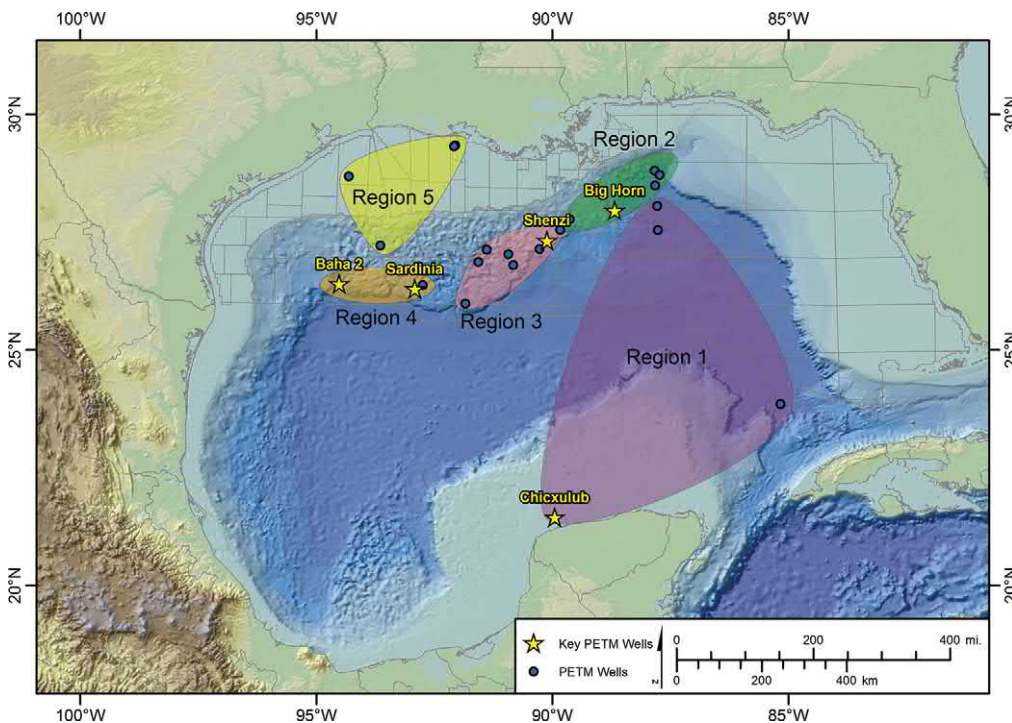 100°W 95°W 90°W 85°W
30°N 30°N
25°N 25°N
20°N 20°N
Region 2
Big Horn
Region 5
Shenzi
Baha 2
Sardinia
Region 4
Region 3
Region 1
Chicxulub
Key PETM Wells
PETM Wells
N
0 200 400 mi.
0 200 400 km
100°W 95°W 90°W 85°W